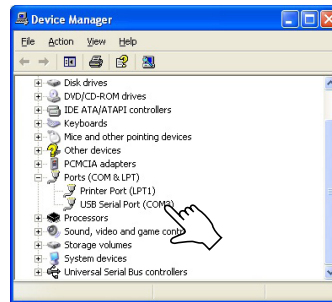 Device Manager
File Action View Help
Disk drives
DVD/CD-ROM drives
IDE ATA/ATAPI controllers
Keyboards
Mice and other pointing devices
Other devices
PCMCIA adapters
Ports (COM & LPT)
Printer Port (LPT1)
USB Serial Port
Processors
Sound, video and game
Storage volumes
System devices
Universal Serial Bus controllers